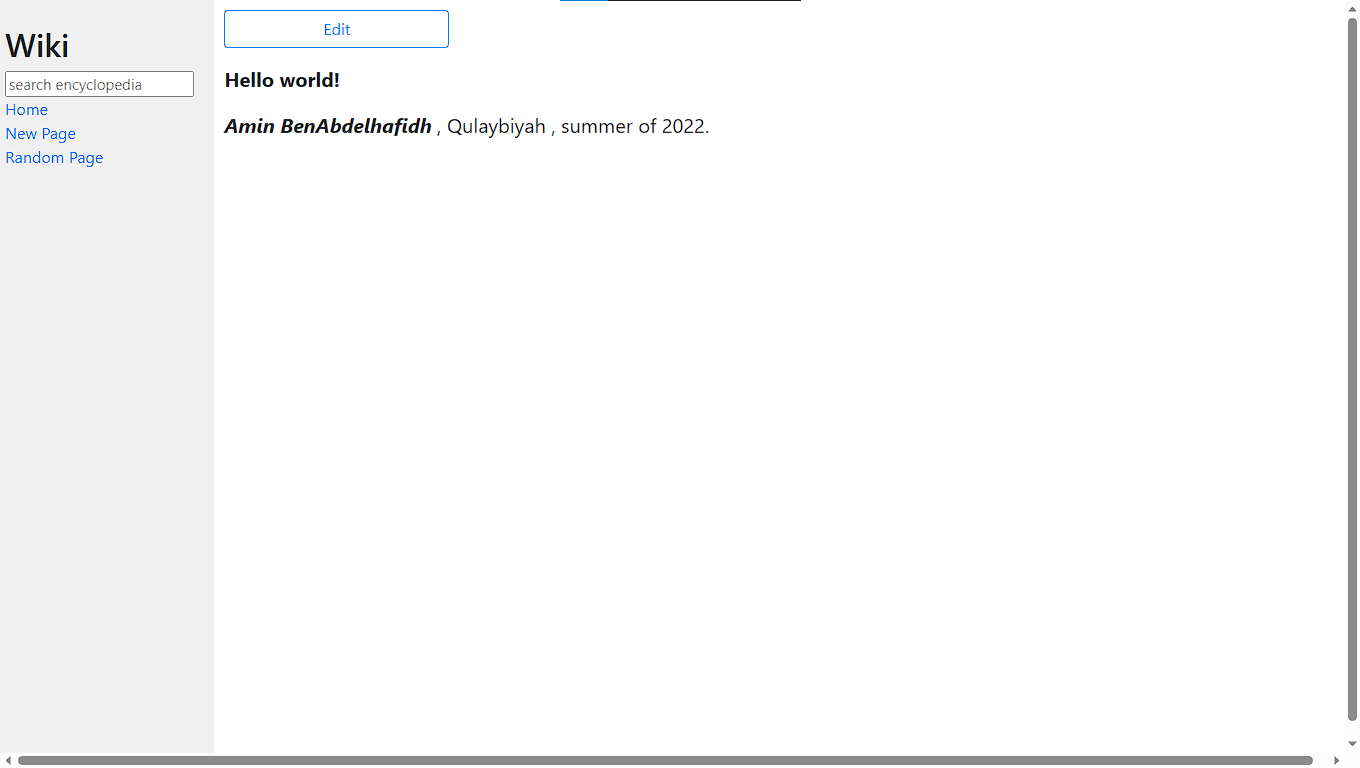 Wiki
search encyclopedia
Home
New Page
Random Page
Edit
Hello world!
Amin BenAbdelhafidh , Qulaybiyah , summer of 2022.